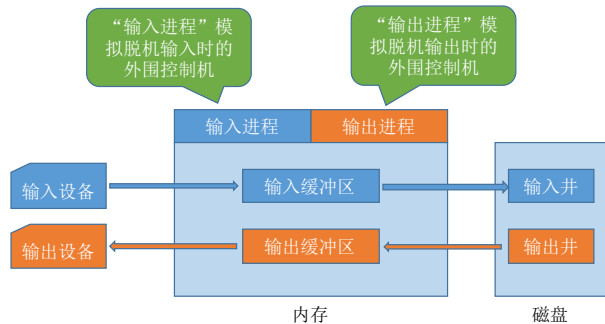 “输入进程”模
拟脱机输入时的
外围控制机
“输出进程”模
拟脱机输出时的
外围控制机
输入进程
输出进程
输入设备
输入缓冲区
输入井
输出设备
输出缓冲区
输出井
内存
磁盘